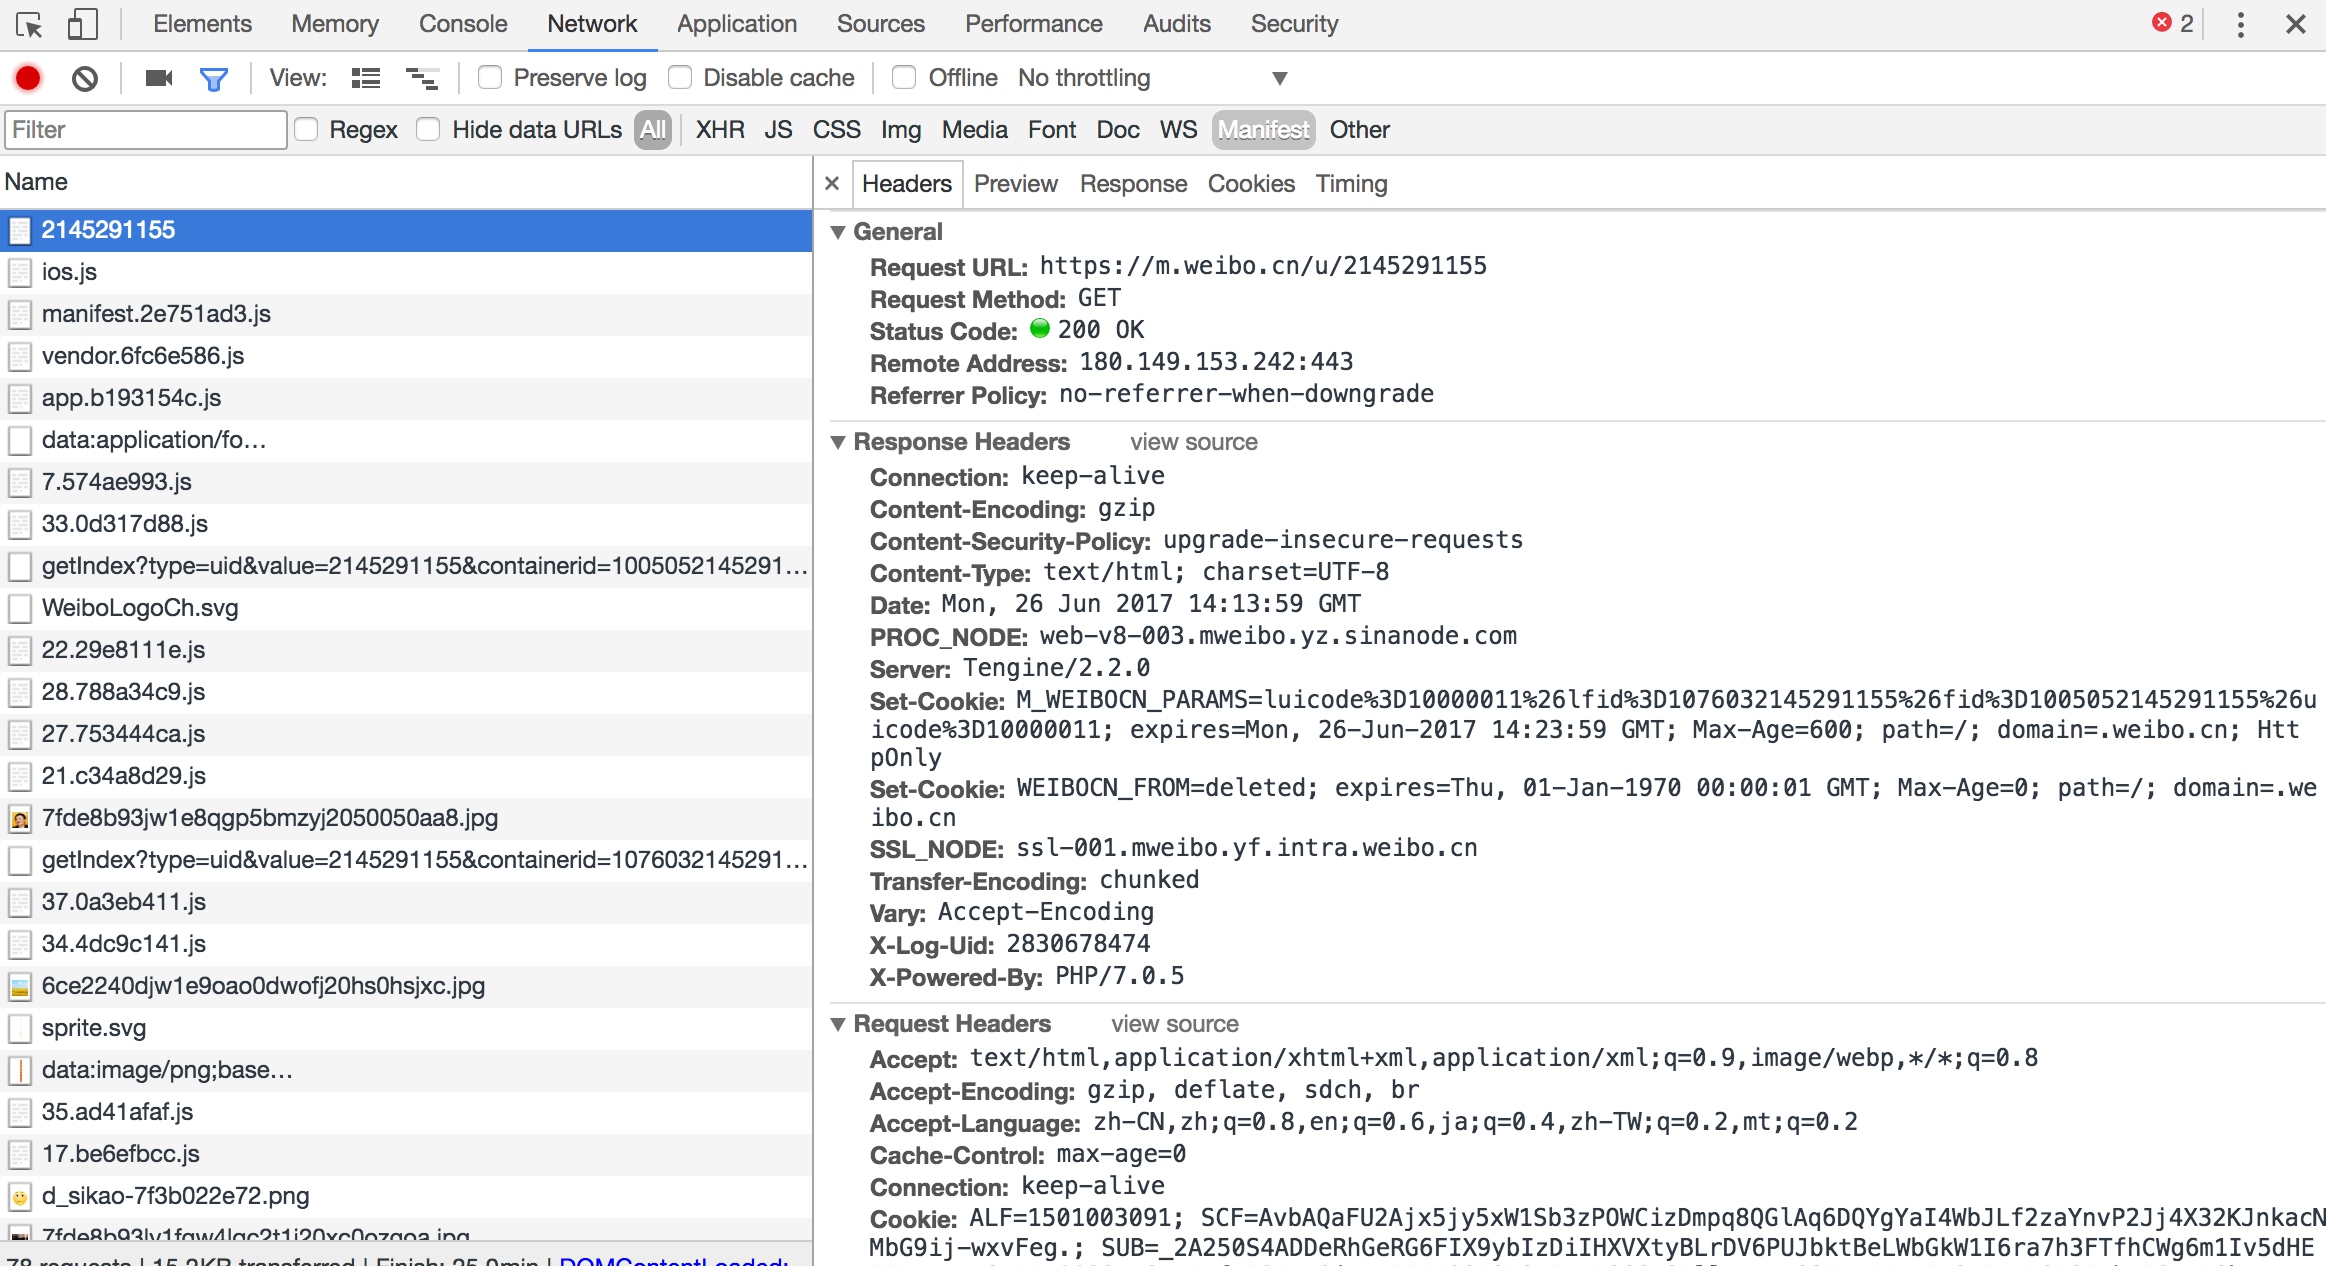 Elements Memory Console Network Application Sources Performance Audits Security 2
View: Preserve log Disable cache Offline No throttling
Filter Regex Hide data URLs All XHR JS CSS Img Media Font Doc WS Manifest Other
Name
2145291155
ios.js
manifest.2e751ad3.js
vendor.6fc6e586.js
app.b193154c.js
data:application/fo...
7.574ae993.js
33.0d317d88.js
getIndex?type=uid&value=2145291155&containerid=1005052145291...
WeiboLogoCh.svg
22.29e8111e.js
28.788a34c9.js
27.753444ca.js
21.c34a8d29.js
7fde8b93jw1e8qgp5bmzyj2050050aa8.jpg
getIndex?type=uid&value=2145291155&containerid=1076032145291...
37.0a3eb411.js
34.4dc9c141.js
6ce2240djw1e9oao0dwofj20hs0hsjxc.jpg
sprite.svg
data:image/png;base...
35.ad41afaf.js
17.be6efbcc.js
d_sikao-7f3b022e72.png
Headers Preview Response Cookies Timing
General
Request URL: https://m.weibo.cn/u/2145291155
Request Method: GET
Status Code: 200 OK
Remote Address: 180.149.153.242:443
Referrer Policy: no-referrer-when-downgrade
Response Headers view source
Connection: keep-alive
Content-Encoding: gzip
Content-Security-Policy: upgrade-insecure-requests
Content-Type: text/html; charset=UTF-8
Date: Mon, 26 Jun 2017 14:13:59 GMT
PROC_NODE: web-v8-003.mweibo.yz.sinanode.com
Server: Tengine/2.2.0
Set-Cookie: M_WEIBOCN_PARAMS=luicode%3D10000011%26lfid%3D1076032145291155%26fid%3D1005052145291155%26u
icode%3D10000011; expires=Mon, 26-Jun-2017 14:23:59 GMT; Max-Age=600; path=/; domain=.weibo.cn; Htt
pOnly
Set-Cookie: WEIBOCN_FROM=deleted; expires=Thu, 01-Jan-1970 00:00:01 GMT; Max-Age=0; path=/; domain=.we
ibo.cn
SSL_NODE: ssl-001.mweibo.yf.intra.weibo.cn
Transfer-Encoding: chunked
Vary: Accept-Encoding
X-Log-Uid: 2830678474
X-Powered-By: PHP/7.0.5
Request Headers view source
Accept: text/html,application/xhtml+xml,application/xml;q=0.9,image/webp,*/*;q=0.8
Accept-Encoding: gzip, deflate, sdch, br
Accept-Language: zh-CN,zh;q=0.8,en;q=0.6,ja;q=0.4,zh-TW;q=0.2,mt;q=0.2
Cache-Control: max-age=0
Connection: keep-alive
Cookie: ALF=1501003091; SCF=AvbAQaFU2Ajx5jy5xW1Sb3zPOWCizDmpq8QGlAq6DQYgYaI4WbJLf2zaYnvP2Jj4X32KJnkacN
MbG9ij-wxvFeg.; SUB=_2A250S4ADDeRhGeRG6FIX9ybIzDiIHXVXtyBLrDV6PUJbktBeLWbGkW1I6ra7h3FTfhCWg6m1Iv5dHE